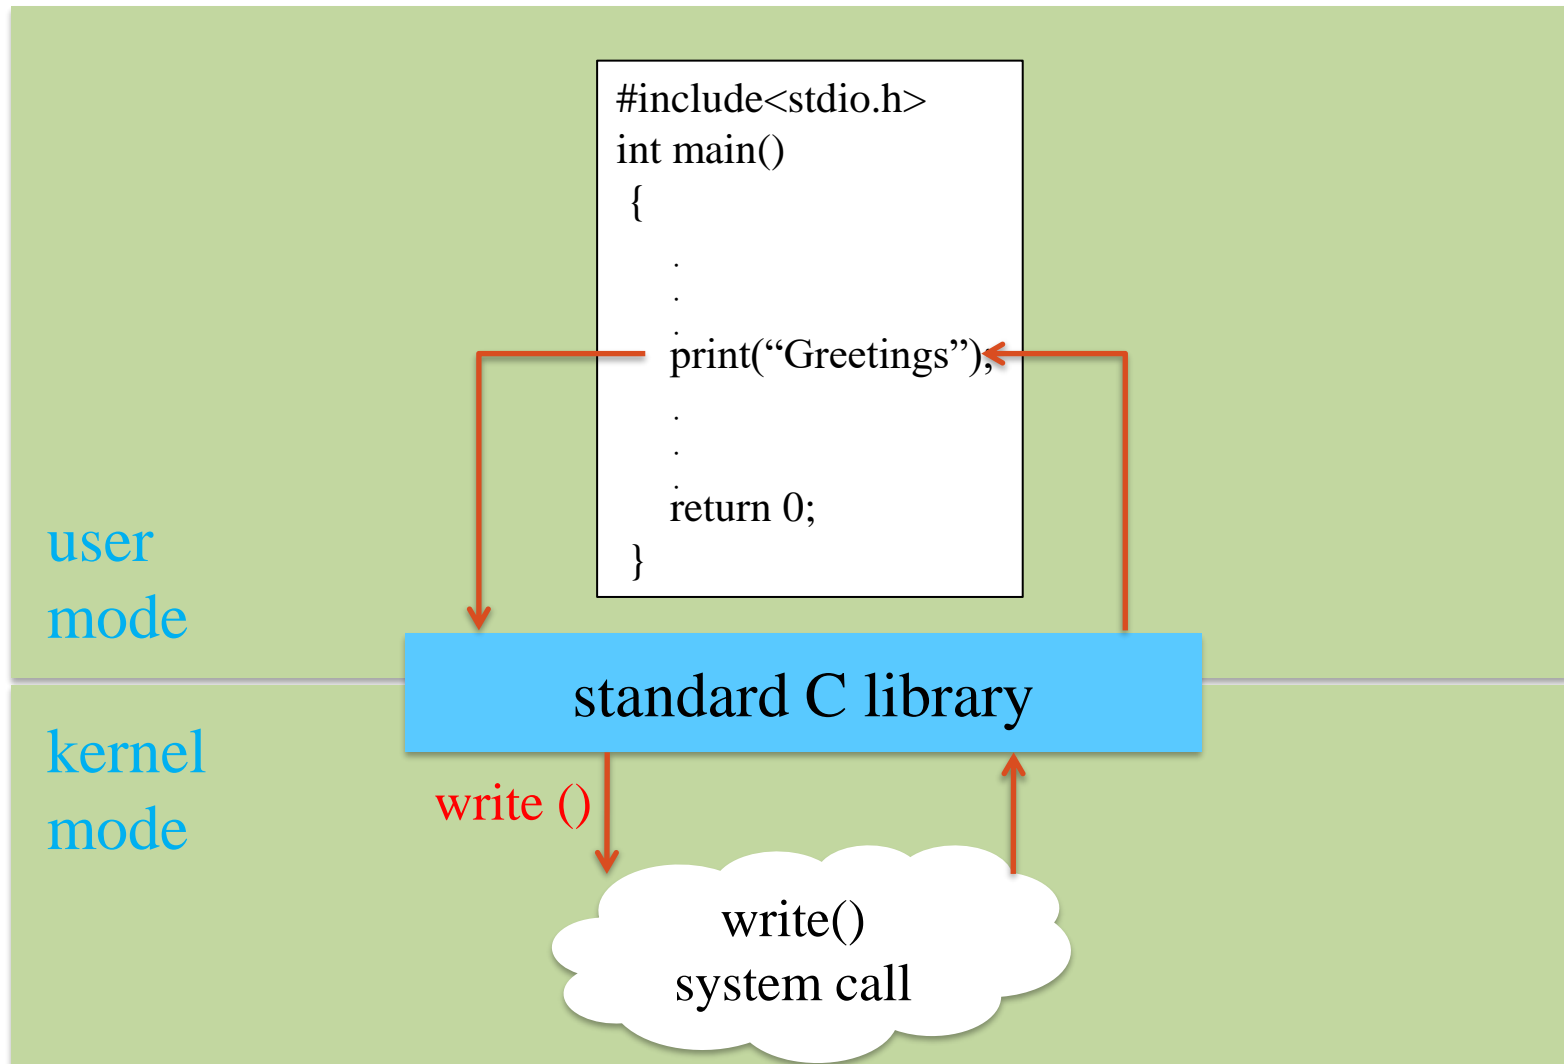 #include<stdio.h>
int main()
{
.
.
.
print(“Greetings”);
.
.
.
return 0;
}
user
mode
standard C library
kernel
mode
write ()
write()
system call